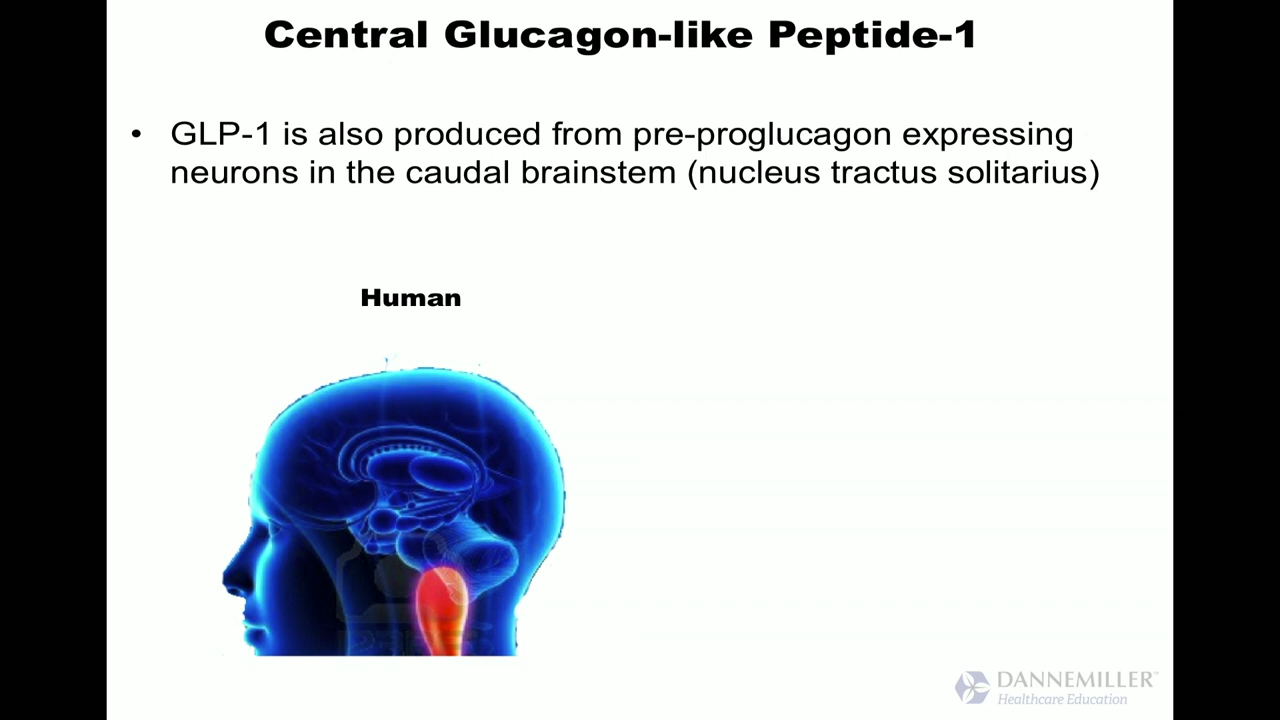 Central Glucagon-like Peptide-1
• GLP-1 is also produced from pre-proglucagon expressing
neurons in the caudal brainstem (nucleus tractus solitarius)
Human
DANNEMILLER™
Healthcare Education